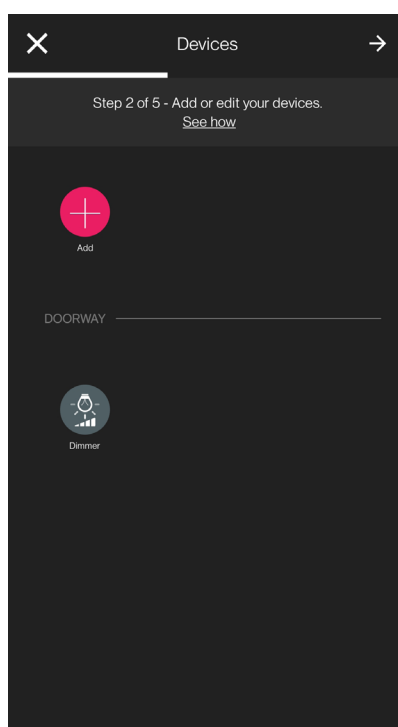 Devices
Step 2 of 5 - Add or edit your devices.
See how
Add
DOORWAY
Dimmer